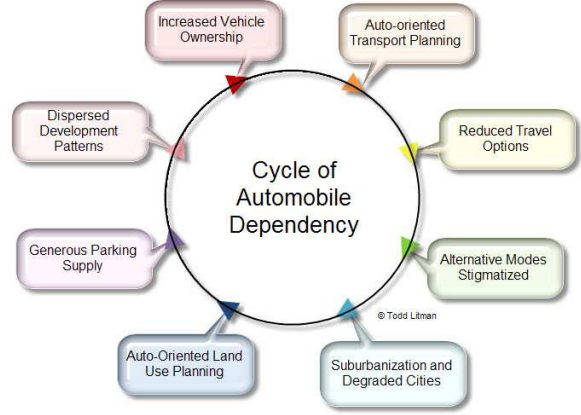 Increased Vehicle
Ownership
Auto-oriented
Transport Planning
Dispersed
Development
Patterns
Reduced Travel
Options
Cycle of
Automobile
Dependency
Generous Parking
Supply
Alternative Modes
Stigmatized
© Todd Litman
Auto-Oriented Land
Use Planning
Suburbanization and
Degraded Cities